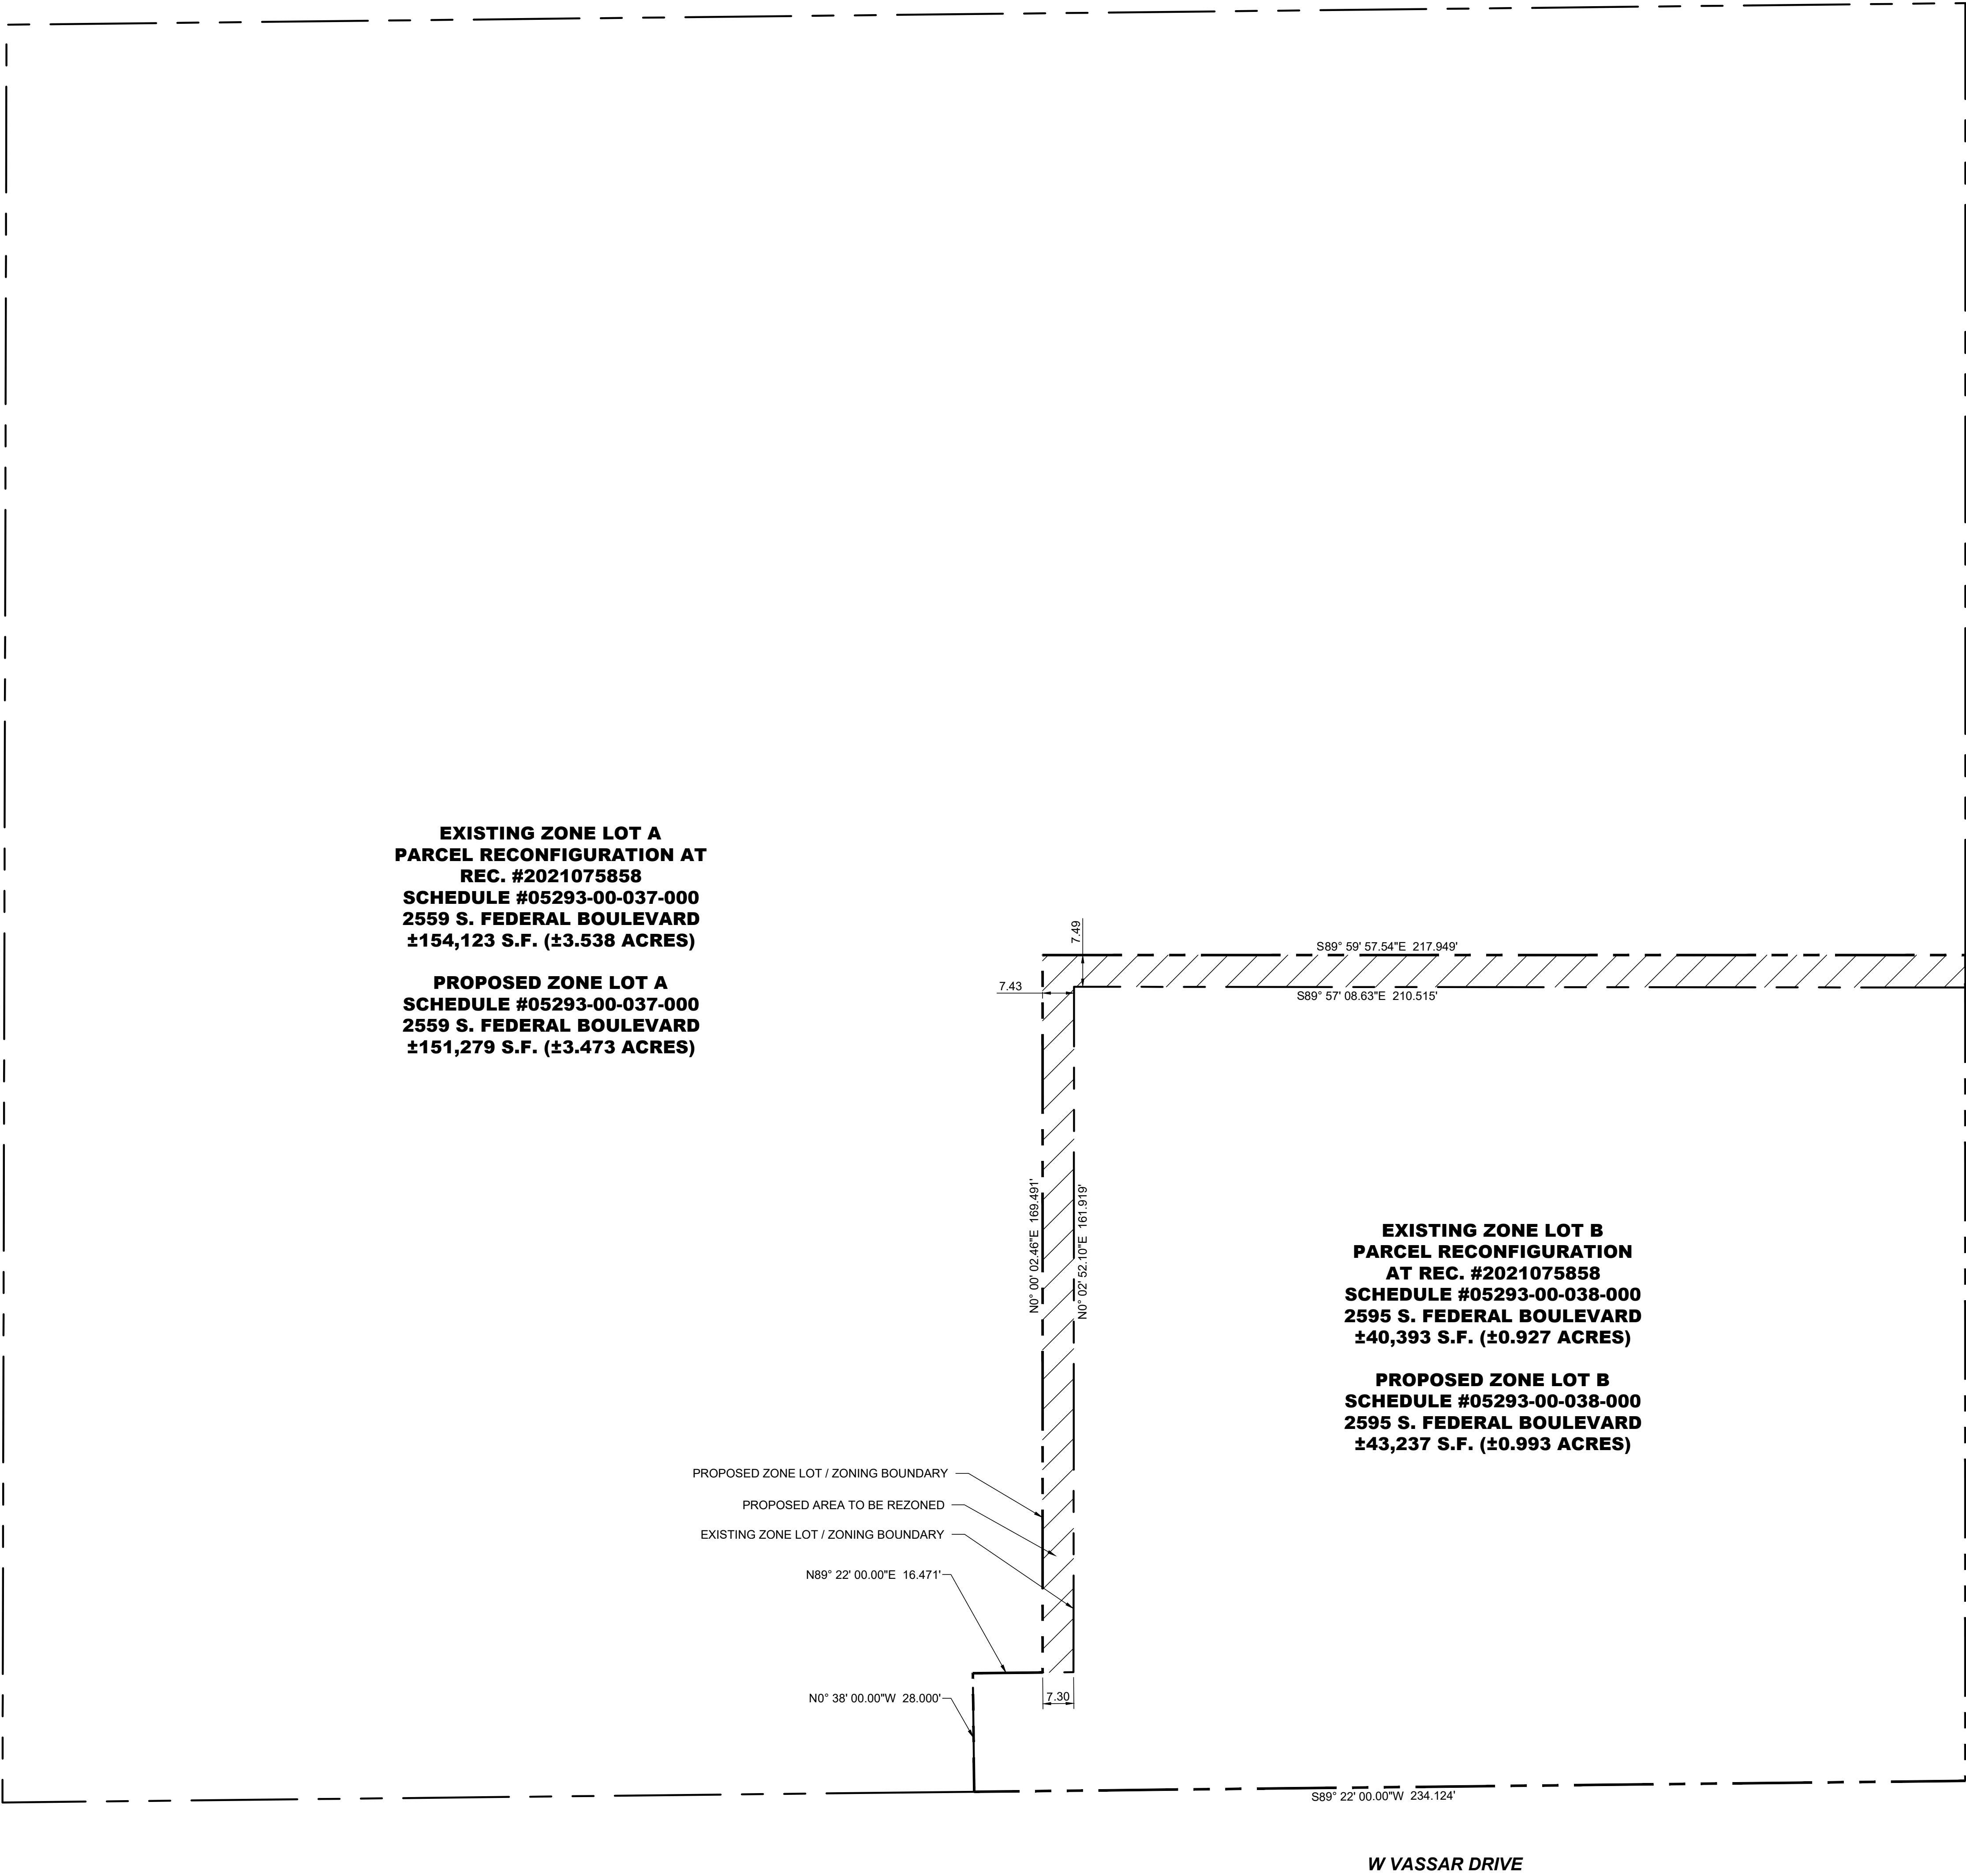 EXISTING ZONE LOT A
PARCEL RECONFIGURATION AT
REC. #2021075858
SCHEDULE #05293-00-037-000
2559 S. FEDERAL BOULEVARD
±154,123 S.F. (±3.538 ACRES)
PROPOSED ZONE LOT A
SCHEDULE #05293-00-037-000
2559 S. FEDERAL BOULEVARD
±151,279 S.F. (±3.473 ACRES)
7.49
S89° 59' 57.54"E 217.949'
7.43
S89° 57' 08.63"E 210.515'
N0° 00' 02.46"E 169.491'
N0° 02' 52.10"E 161.919'
EXISTING ZONE LOT B
PARCEL RECONFIGURATION
AT REC. #2021075858
SCHEDULE #05293-00-038-000
2595 S. FEDERAL BOULEVARD
±40,393 S.F. (±0.927 ACRES)
PROPOSED ZONE LOT B
SCHEDULE #05293-00-038-000
2595 S. FEDERAL BOULEVARD
±43,237 S.F. (±0.993 ACRES)
PROPOSED ZONE LOT / ZONING BOUNDARY
PROPOSED AREA TO BE REZONED
EXISTING ZONE LOT / ZONING BOUNDARY
N89° 22' 00.00"E 16.471'
N0° 38' 00.00"W 28.000'
7.30
S89° 22' 00.00"W 234.124'
W VASSAR DRIVE